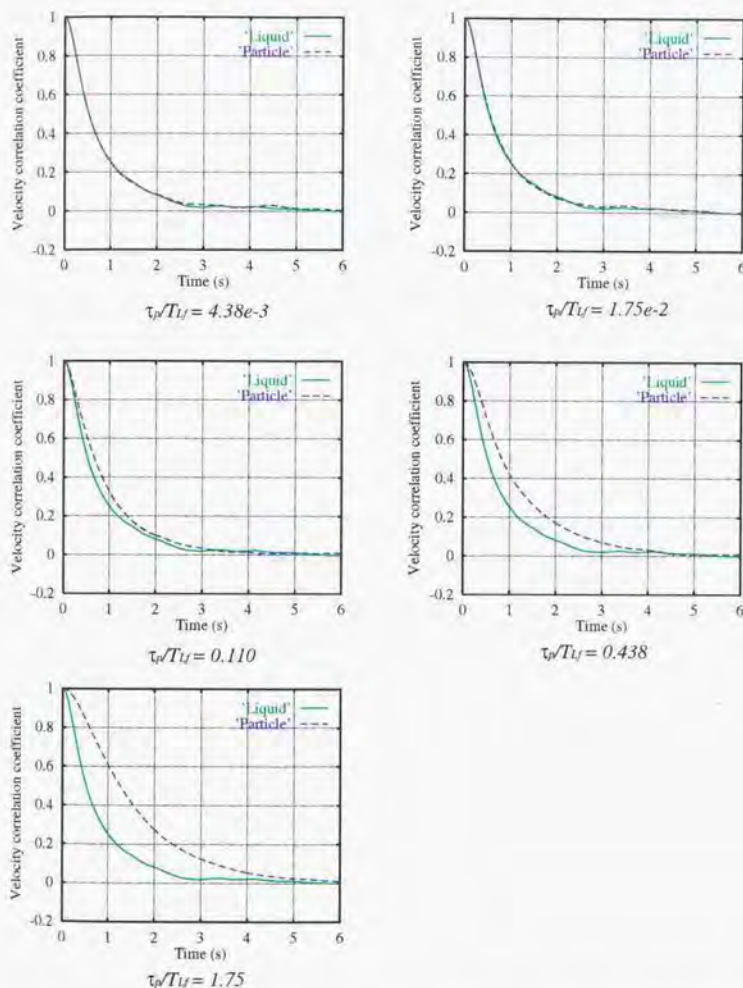 Velocity correlation coefficient
1
0.8
0.6
0.4
0.2
0
-0.2
0 1 2 3 4 5 6
'Liquid'
'Particle'
Time (s)
τp/TLf = 4.38e-3
Velocity correlation coefficient
1
0.8
0.6
0.4
0.2
0
-0.2
0 1 2 3 4 5 6
'Liquid'
'Particle'
Time (s)
τp/TLf = 1.75e-2
Velocity correlation coefficient
1
0.8
0.6
0.4
0.2
0
-0.2
0 1 2 3 4 5 6
'Liquid'
'Particle'
Time (s)
τp/TLf = 0.110
Velocity correlation coefficient
1
0.8
0.6
0.4
0.2
0
-0.2
0 1 2 3 4 5 6
'Liquid'
'Particle'
Time (s)
τp/TLf = 0.438
Velocity correlation coefficient
1
0.8
0.6
0.4
0.2
0
-0.2
0 1 2 3 4 5 6
'Liquid'
'Particle'
Time (s)
τp/TLf = 1.75